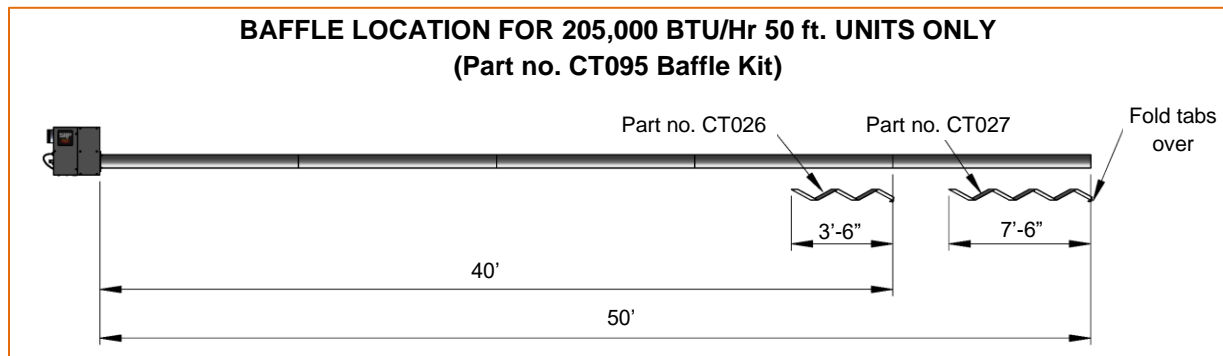 BAFFLE LOCATION FOR 205,000 BTU/Hr 50 ft. UNITS ONLY
(Part no. CT095 Baffle Kit)
Part no. CT026
Part no. CT027
Fold tabs
over
3’-6”
7’-6”
40’
50’